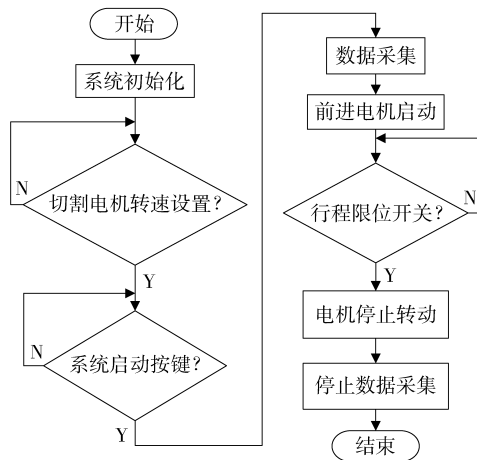 开始
系统初始化
切割电机转速设置?
N
Y
系统启动按键?
N
Y
数据采集
前进电机启动
行程限位开关?
N
Y
电机停止转动
停止数据采集
结束